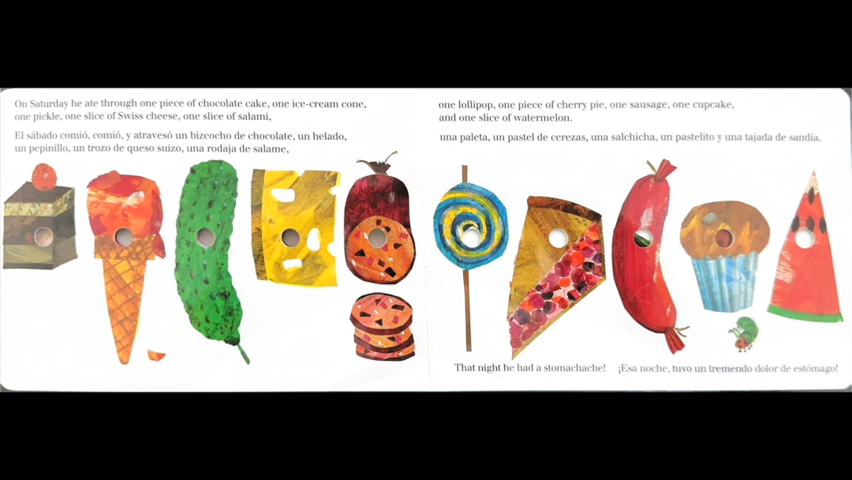 On Saturday he ate through one piece of chocolate cake, one ice-cream cone,
one pickle, one slice of Swiss cheese, one slice of salami,
El sábado comió, comió, y atravesó un bizcocho de chocolate, un helado,
un pepinillo, un trozo de queso suizo, una rodaja de salame,
one lollipop, one piece of cherry pie, one sausage, one cupcake,
and one slice of watermelon.
una paleta, un pastel de cerezas, una salchicha, un pastelito y una tajada de sandía.
That night he had a stomachache!
¡Esa noche, tuvo un tremendo dolor de estómago!